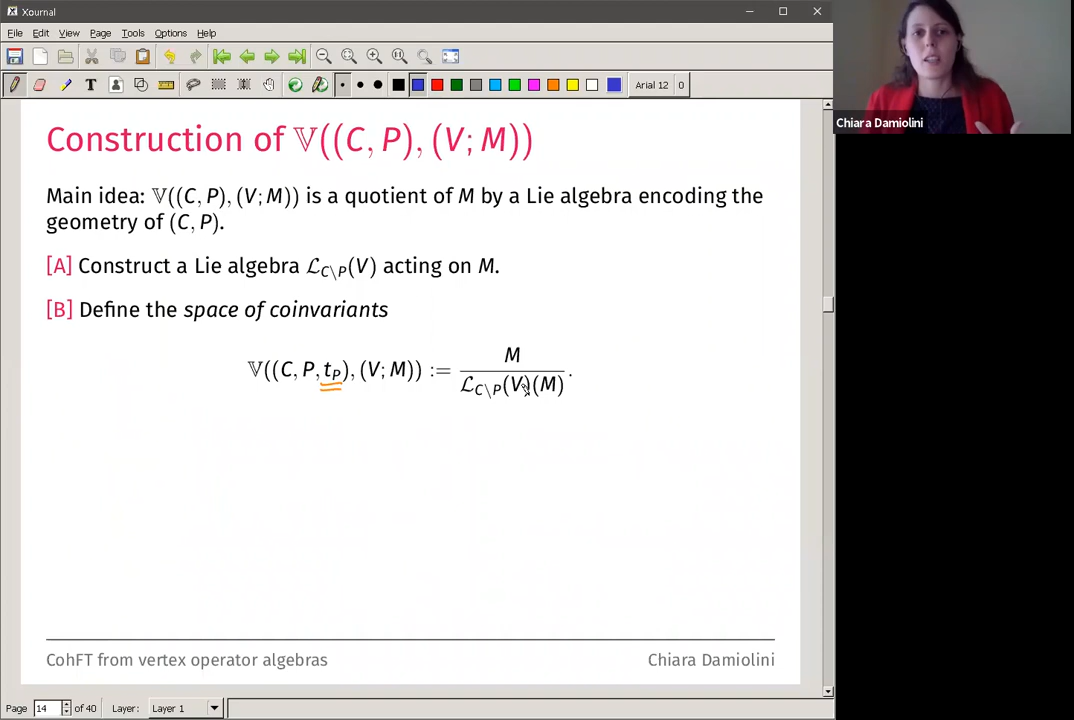 Xournal
File Edit View Page Tools Options Help
T Arial 12 0
Chiara Damiolini
Construction of 𝕍((C, P), (V; M))
Main idea: 𝕍((C, P), (V; M)) is a quotient of M by a Lie algebra encoding the
geometry of (C, P).
[A] Construct a Lie algebra ℒ_{C\P}(V) acting on M.
[B] Define the space of coinvariants
𝕍((C, P, t_P), (V; M)) := M / ℒ_{C\P}(V)(M) .
CohFT from vertex operator algebras Chiara Damiolini
Page 14 of 40 Layer: Layer 1